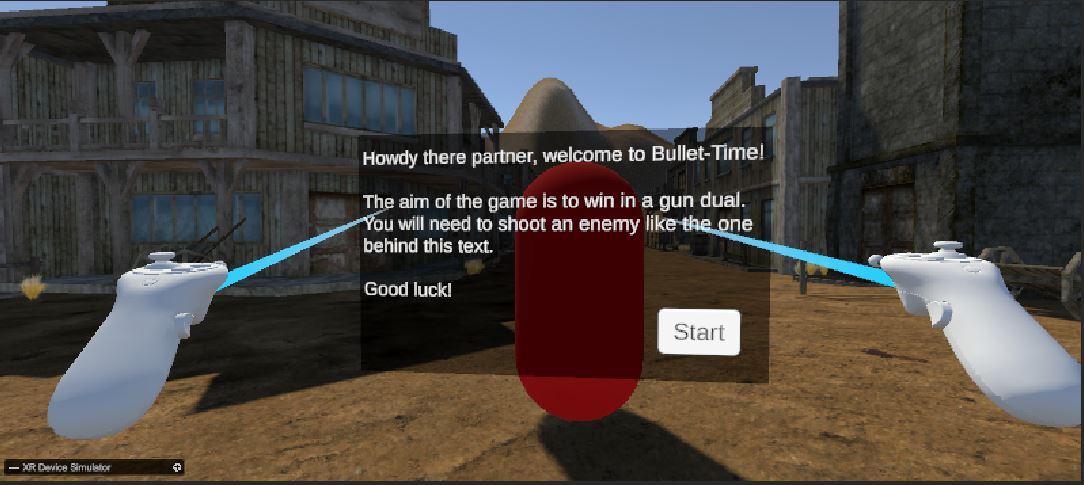 Howdy there partner, welcome to Bullet-Time!
The aim of the game is to win in a gun dual.
You will need to shoot an enemy like the one
behind this text.
Good luck!
Start
XR Device Simulator